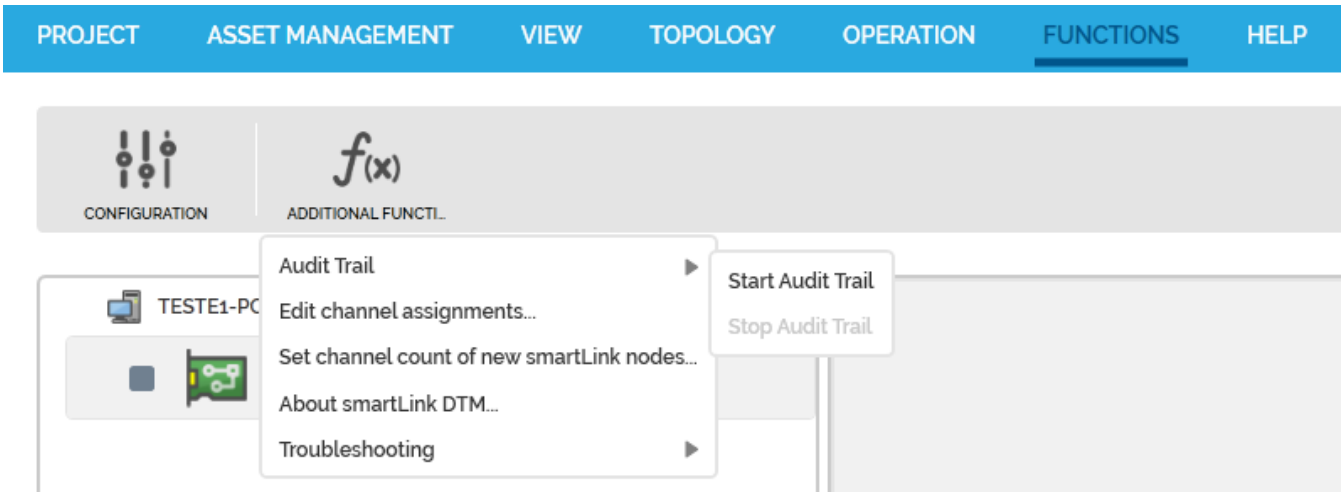 PROJECT ASSET MANAGEMENT VIEW TOPOLOGY OPERATION FUNCTIONS HELP
f(x)
CONFIGURATION ADDITIONAL FUNCTI...
TESTE1-PC
Audit Trail
Edit channel assignments...
Set channel count of new smartLink nodes...
About smartLink DTM...
Troubleshooting
Start Audit Trail
Stop Audit Trail